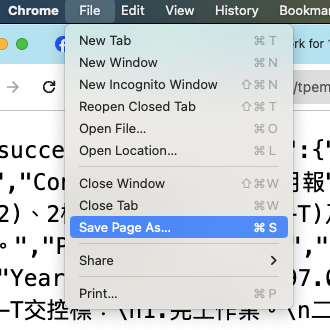 Chrome File Edit View History Bookmar
New Tab ⌘ T
New Window ⌘ N
New Incognito Window ⇧⌘ N
Reopen Closed Tab ⇧⌘ T
Open File... ⌘ O
Open Location... ⌘ L
Close Window ⇧⌘W
Close Tab ⌘W
Save Page As... ⌘ S
Share
Print... ⌘ P
rk for
/tpem
succe ":{"
","Cor 月報"
2)、2 -T)
。","P
"Year 97.
-T交控標：\n1.完工作業。\n二